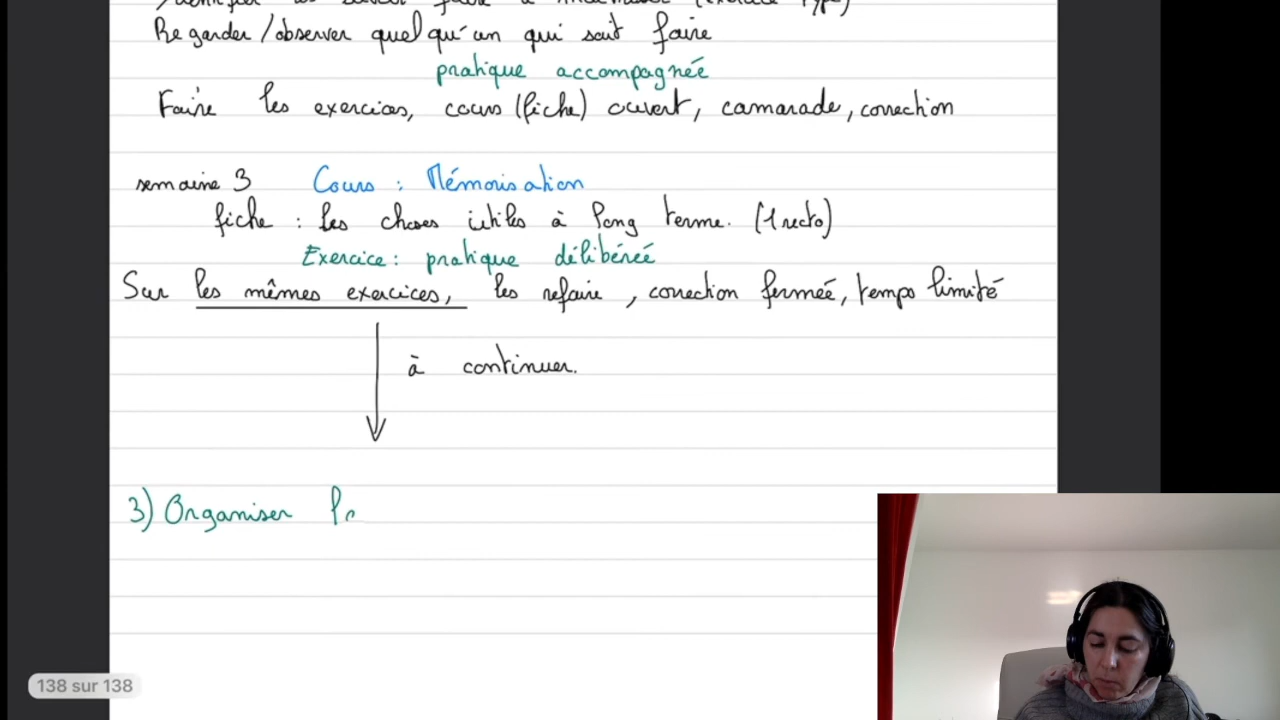 Regarder/observer quelqu'un qui sait faire
pratique accompagnée
Faire les exercices, cours (fiche) ouvert, camarade, correction
semaine 3 Cours : Mémorisation
fiche : les choses utiles à long terme. (1 recto)
Exercice : pratique délibérée
Sur les mêmes exercices, les refaire, correction fermée, temps limité
à continuer.
3) Organiser
138 sur 138